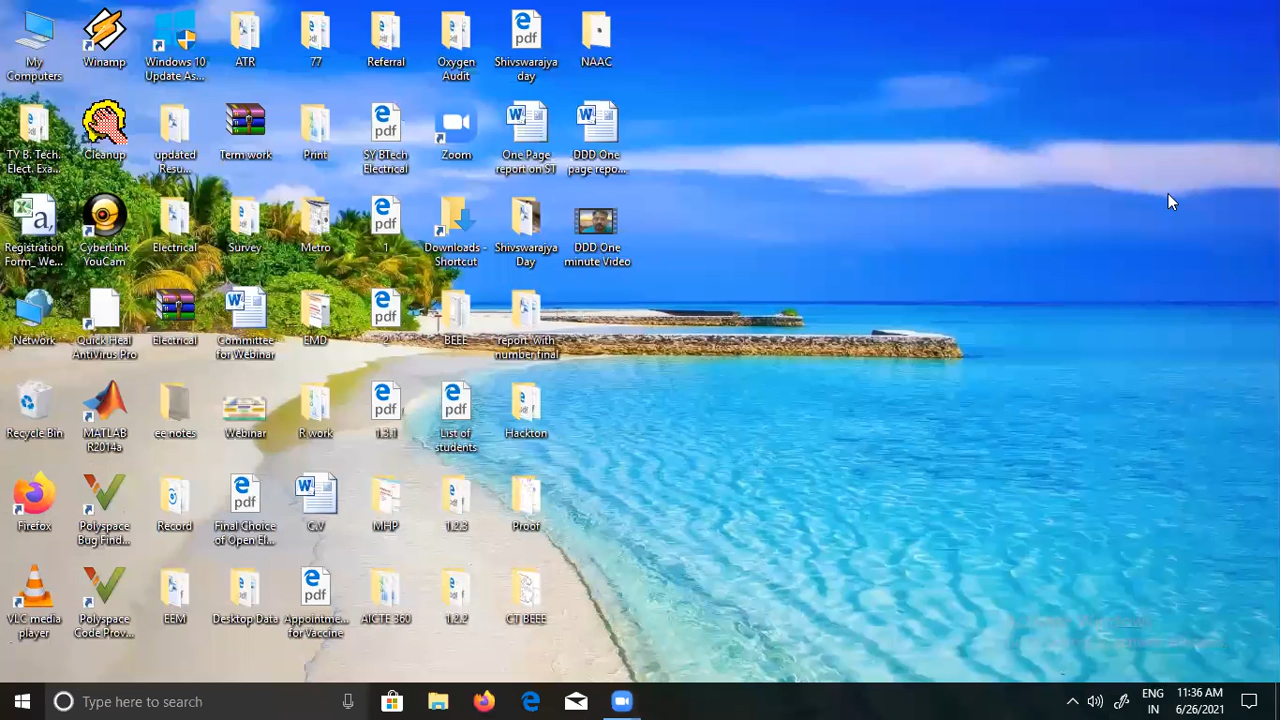 My
Computers
Winamp
Windows 10
Update As...
ATR
77
Referral
Oxygen
Audit
Shivswarajya
day
NAAC
TY B. Tech.
Elect. Exa...
Cleanup
updated
Resu...
Term work
Print
SY BTech
Electrical
Zoom
One Page
report on ST
DDD One
page repo...
Registration
Form_ We...
CyberLink
YouCam
Electrical
Survey
Metro
1
Downloads -
Shortcut
Shivswarajya
Day
DDD One
minute Video
Network
Quick Heal
AntiVirus Pro
Electrical
Committee
for Webinar
EMD
2
BEEE
report with
number final
Recycle Bin
MATLAB
R2014a
ee notes
Webinar
R work
1.3.1
List of
students
Hackton
Firefox
Polyspace
Bug Find...
Record
Final Choice
of Open El...
C.V
MHP
1.2.3
Proof
VLC media
player
Polyspace
Code Prov...
EEM
Desktop Data
Appointme...
for Vaccine
AICTE 360
1.2.2
CT BEEE
Type here to search
ENG
IN
11:36 AM
6/26/2021